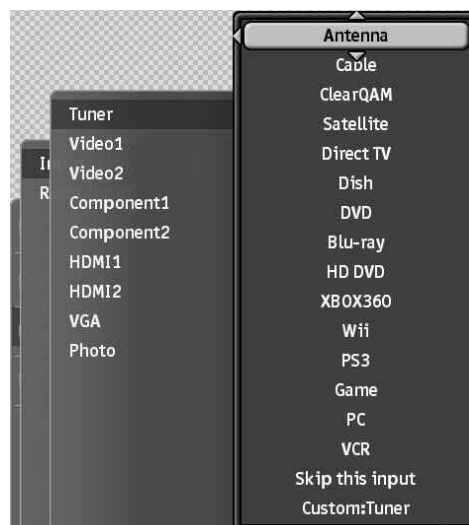 Tuner
Video1
Video2
Component1
Component2
HDMI1
HDMI2
VGA
Photo
Antenna
Cable
ClearQAM
Satellite
Direct TV
Dish
DVD
Blu-ray
HD DVD
XBOX360
Wii
PS3
Game
PC
VCR
Skip this input
Custom:Tuner